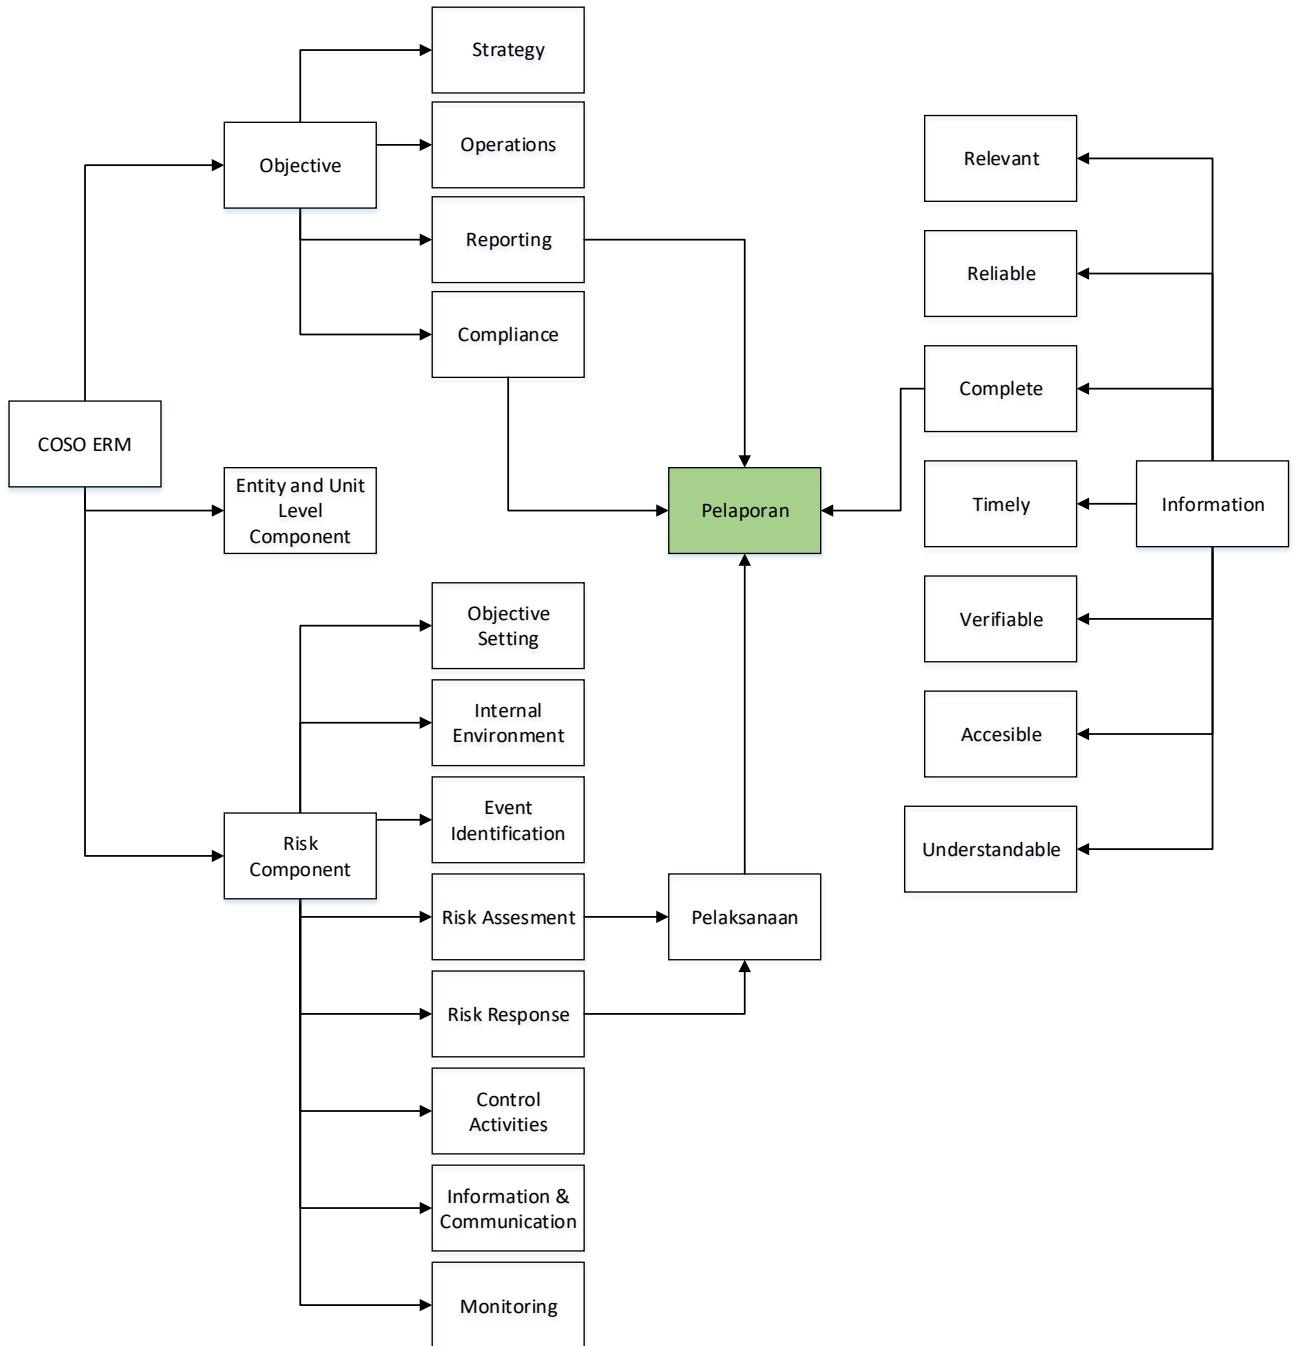 Strategy
Operations
Objective
Reporting
Compliance
COSO ERM
Entity and Unit
Level
Component
Objective
Setting
Internal
Environment
Event
Identification
Risk
Component
Risk Assesment
Risk Response
Control
Activities
Information &
Communication
Monitoring
Pelaporan
Pelaksanaan
Relevant
Reliable
Complete
Timely
Information
Verifiable
Accesible
Understandable